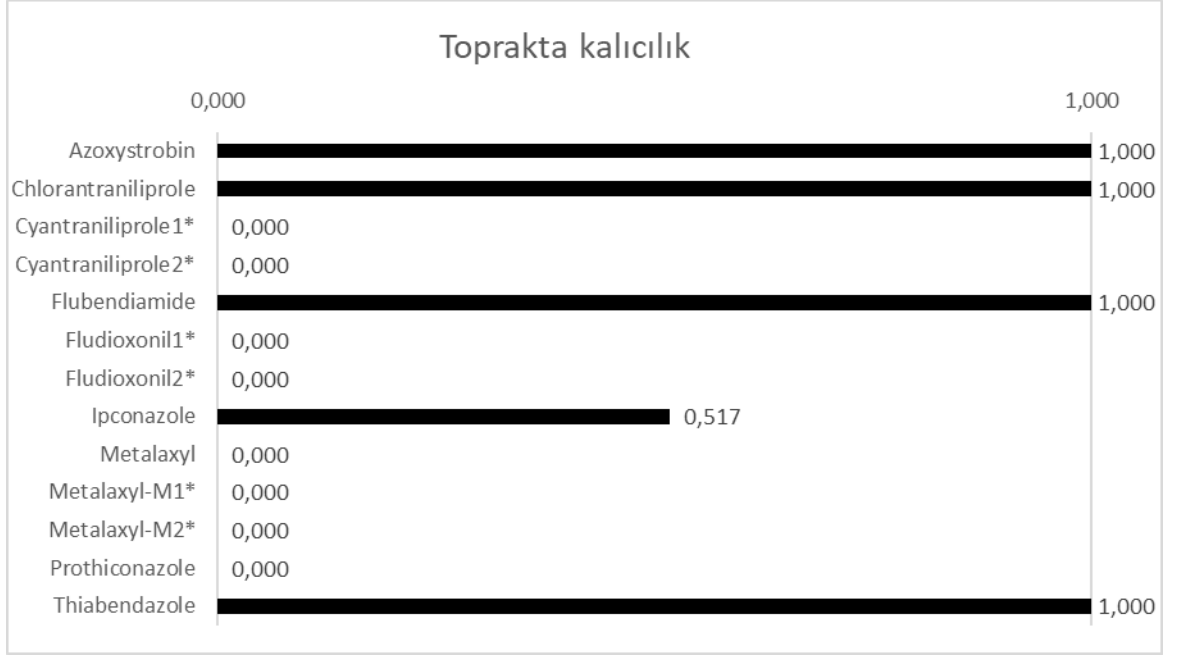 Toprakta kalıcılık
0,000 1,000
Azoxystrobin 1,000
Chlorantraniliprole 1,000
Cyantraniliprole1* 0,000
Cyantraniliprole2* 0,000
Flubendiamide 1,000
Fludioxonil1* 0,000
Fludioxonil2* 0,000
Ipconazole 0,517
Metalaxyl 0,000
Metalaxyl-M1* 0,000
Metalaxyl-M2* 0,000
Prothiconazole 0,000
Thiabendazole 1,000